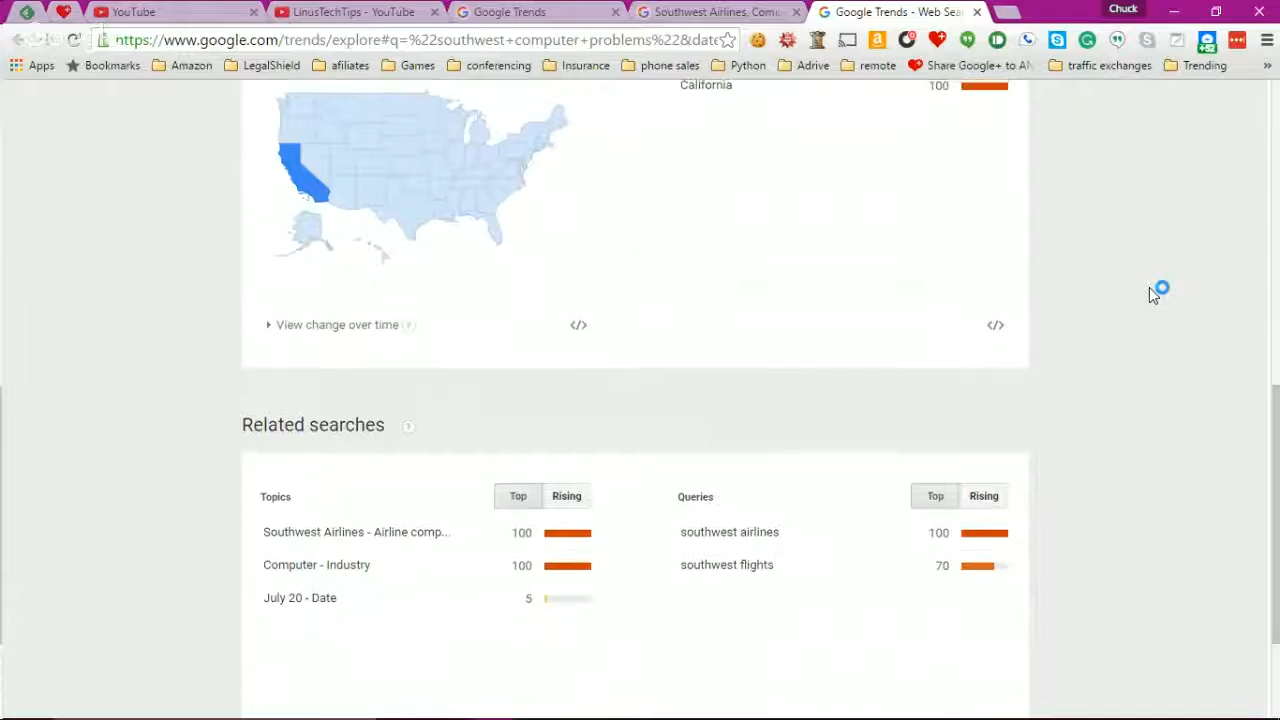 Chuck
YouTube
LinusTechTips - YouTube
Google Trends
Southwest Airlines, Comu
Google Trends - Web Sea
https://www.google.com/trends/explore#q=%22southwest+computer+problems%22&date
+52
Apps
Bookmarks
Amazon
LegalShield
afiliates
Games
conferencing
Insurance
phone sales
Python
Adrive
remote
Share Google+ to AN
traffic exchanges
Trending
»
California 100
View change over time ?
</>
</>
Related searches ?
Topics Top Rising
Southwest Airlines - Airline comp... 100
Computer - Industry 100
July 20 - Date 5
Queries Top Rising
southwest airlines 100
southwest flights 70